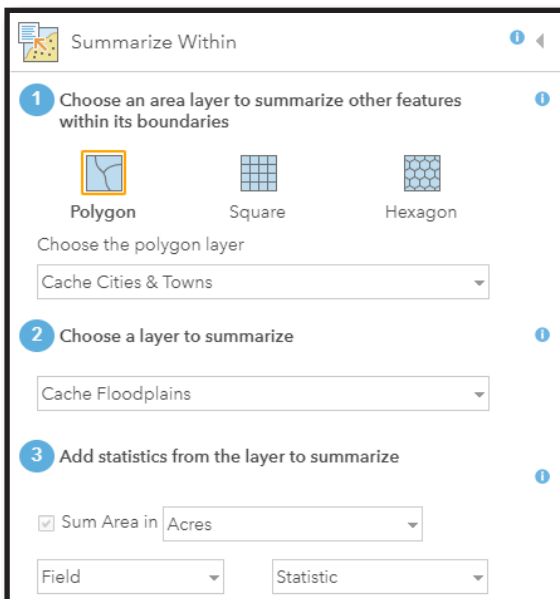 Summarize Within
1 Choose an area layer to summarize other features
within its boundaries
Polygon Square Hexagon
Choose the polygon layer
Cache Cities & Towns
2 Choose a layer to summarize
Cache Floodplains
3 Add statistics from the layer to summarize
Sum Area in Acres
Field Statistic